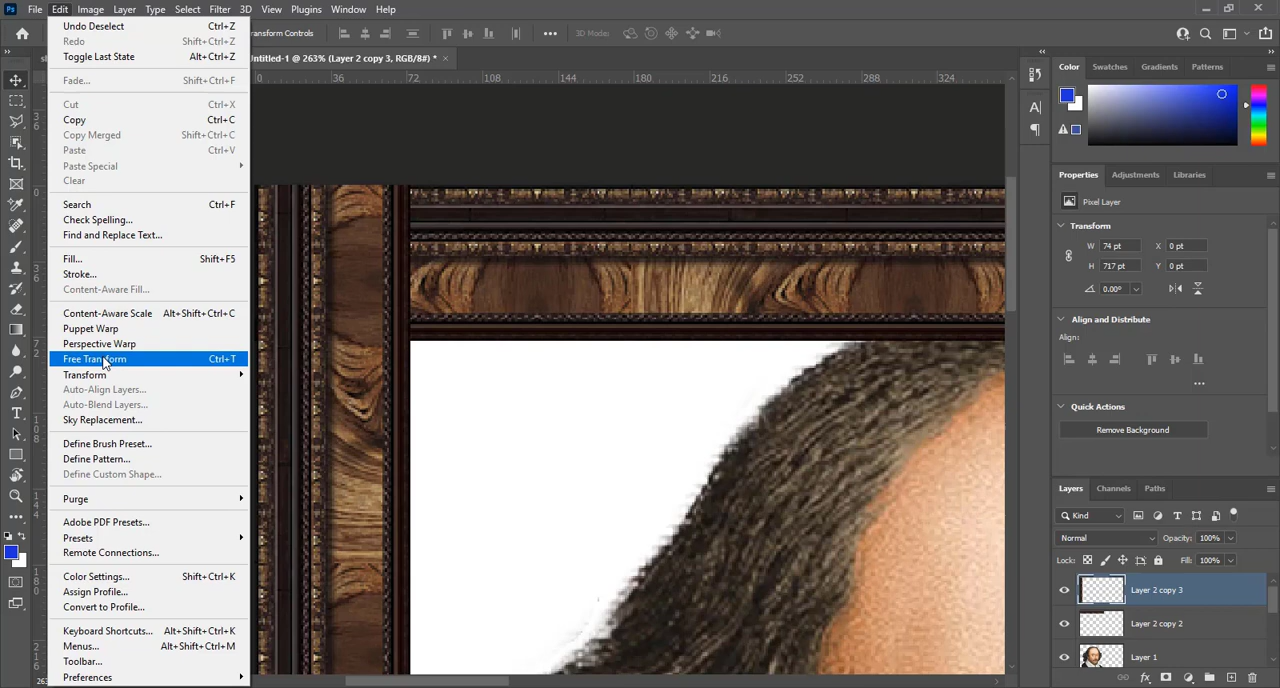 Ps File Edit Image Layer Type Select Filter 3D View Plugins Window Help
Transform Controls 3D Mode:
Untitled-1 @ 263% (Layer 2 copy 3, RGB/8#) * ×
0 36 72 108 144 180 216 252 288 324
Undo Deselect Ctrl+Z
Redo Shift+Ctrl+Z
Toggle Last State Alt+Ctrl+Z
Fade... Shift+Ctrl+F
Cut Ctrl+X
Copy Ctrl+C
Copy Merged Shift+Ctrl+C
Paste Ctrl+V
Paste Special
Clear
Search Ctrl+F
Check Spelling...
Find and Replace Text...
Fill... Shift+F5
Stroke...
Content-Aware Fill...
Content-Aware Scale Alt+Shift+Ctrl+C
Puppet Warp
Perspective Warp
Free Transform Ctrl+T
Transform
Auto-Align Layers...
Auto-Blend Layers...
Sky Replacement...
Define Brush Preset...
Define Pattern...
Define Custom Shape...
Purge
Adobe PDF Presets...
Presets
Remote Connections...
Color Settings... Shift+Ctrl+K
Assign Profile...
Convert to Profile...
Keyboard Shortcuts... Alt+Shift+Ctrl+K
Menus... Alt+Shift+Ctrl+M
Toolbar...
Preferences
Color Swatches Gradients Patterns
Properties Adjustments Libraries
Pixel Layer
Transform
W 74 pt X 0 pt
H 717 pt Y 0 pt
0.00°
Align and Distribute
Align:
Quick Actions
Remove Background
Layers Channels Paths
Kind
Normal Opacity: 100%
Lock: Fill: 100%
Layer 2 copy 3
Layer 2 copy 2
Layer 1